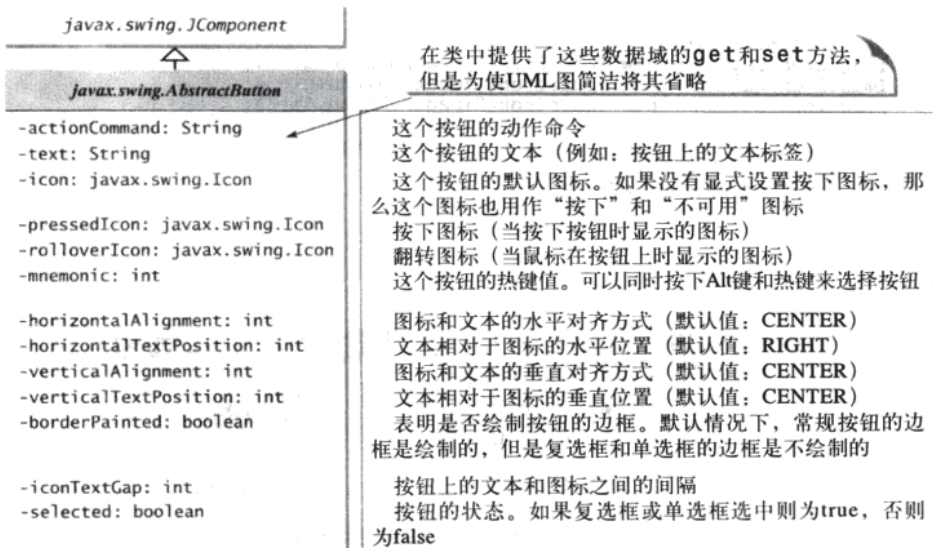 javax.swing.JComponent
在类中提供了这些数据域的get和set方法，
但是为使UML图简洁将其省略
javax.swing.AbstractButton
-actionCommand: String
这个按钮的动作命令
-text: String
这个按钮的文本（例如：按钮上的文本标签）
-icon: javax.swing.Icon
这个按钮的默认图标。如果没有显式设置按下图标，那
么这个图标也用作“按下”和“不可用”图标
-pressedIcon: javax.swing.Icon
按下图标（当按下按钮时显示的图标）
-rolloverIcon: javax.swing.Icon
翻转图标（当鼠标在按钮上时显示的图标）
-mnemonic: int
这个按钮的热键值。可以同时按下Alt键和热键来选择按钮
-horizontalAlignment: int
图标和文本的水平对齐方式（默认值：CENTER）
-horizontalTextPosition: int
文本相对于图标的水平位置（默认值：RIGHT）
-verticalAlignment: int
图标和文本的垂直对齐方式（默认值：CENTER）
-verticalTextPosition: int
文本相对于图标的垂直位置（默认值：CENTER）
-borderPainted: boolean
表明是否绘制按钮的边框。默认情况下，常规按钮的边
框是绘制的，但是复选框和单选框的边框是不绘制的
-iconTextGap: int
按钮上的文本和图标之间的间隔
-selected: boolean
按钮的状态。如果复选框或单选框选中则为true，否则
为false